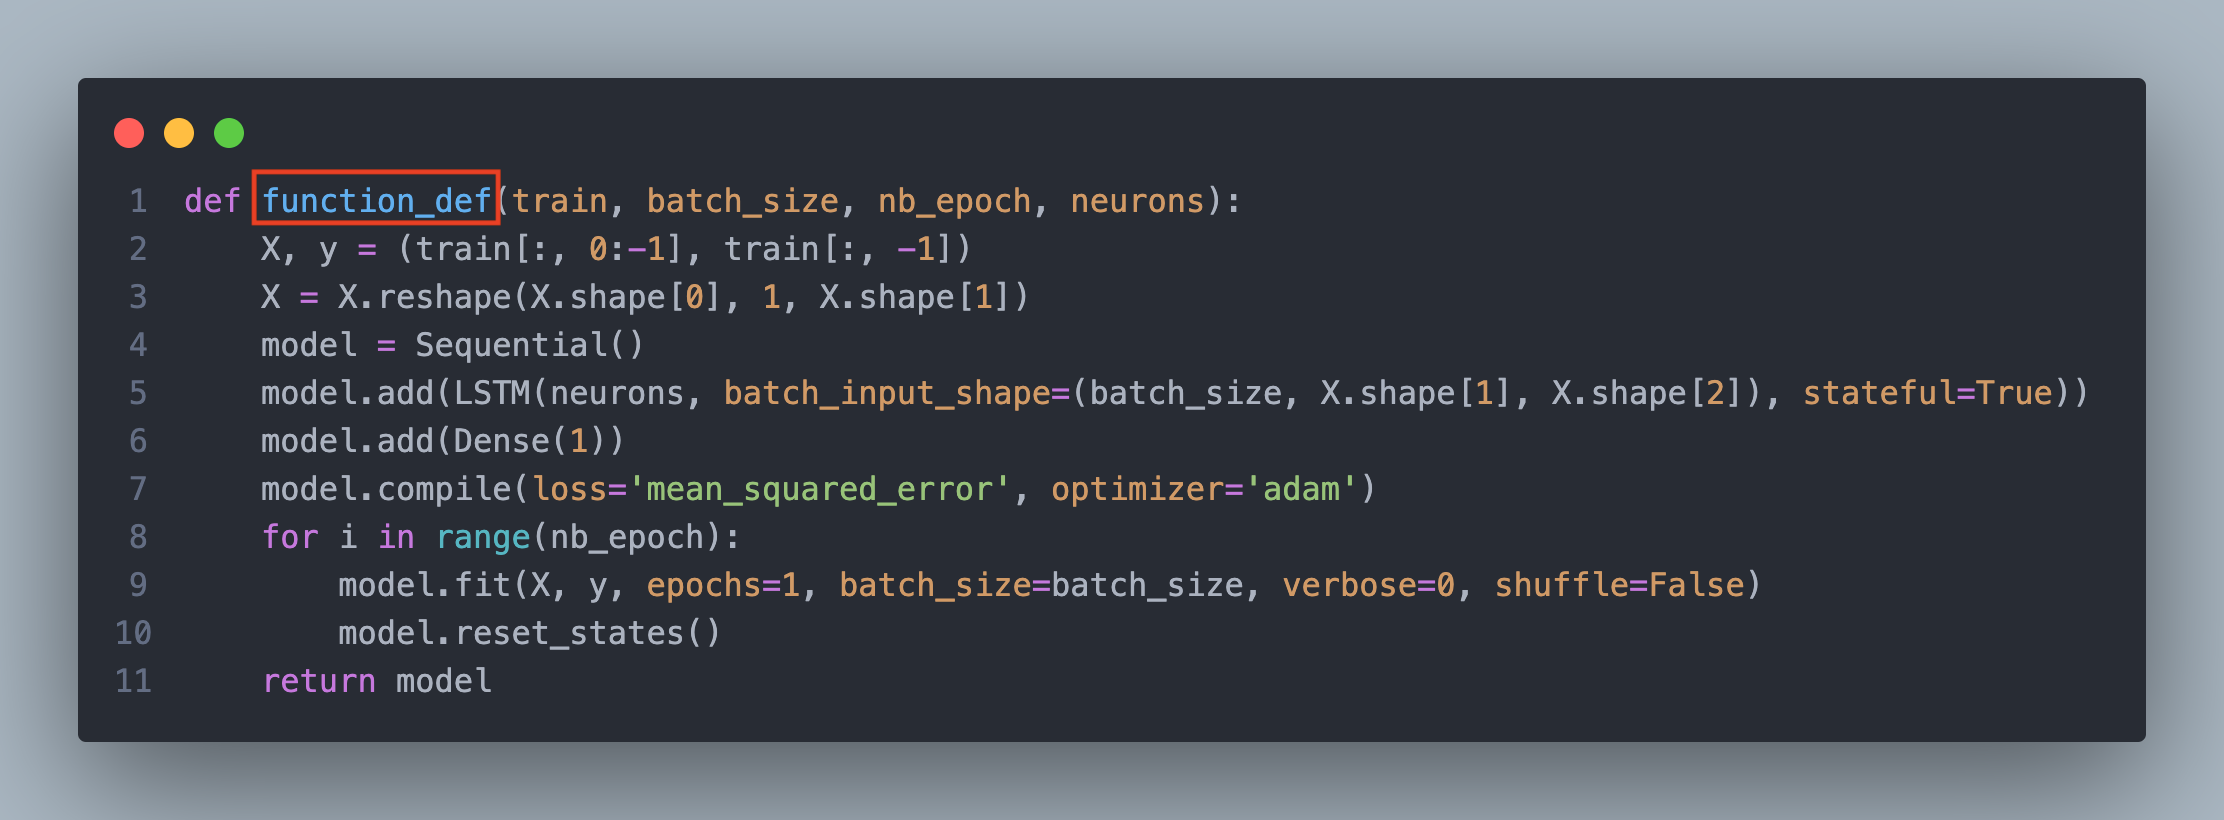 1 def function_def(train, batch_size, nb_epoch, neurons):
2     X, y = (train[:, 0:-1], train[:, -1])
3     X = X.reshape(X.shape[0], 1, X.shape[1])
4     model = Sequential()
5     model.add(LSTM(neurons, batch_input_shape=(batch_size, X.shape[1], X.shape[2]), stateful=True))
6     model.add(Dense(1))
7     model.compile(loss='mean_squared_error', optimizer='adam')
8     for i in range(nb_epoch):
9         model.fit(X, y, epochs=1, batch_size=batch_size, verbose=0, shuffle=False)
10         model.reset_states()
11     return model